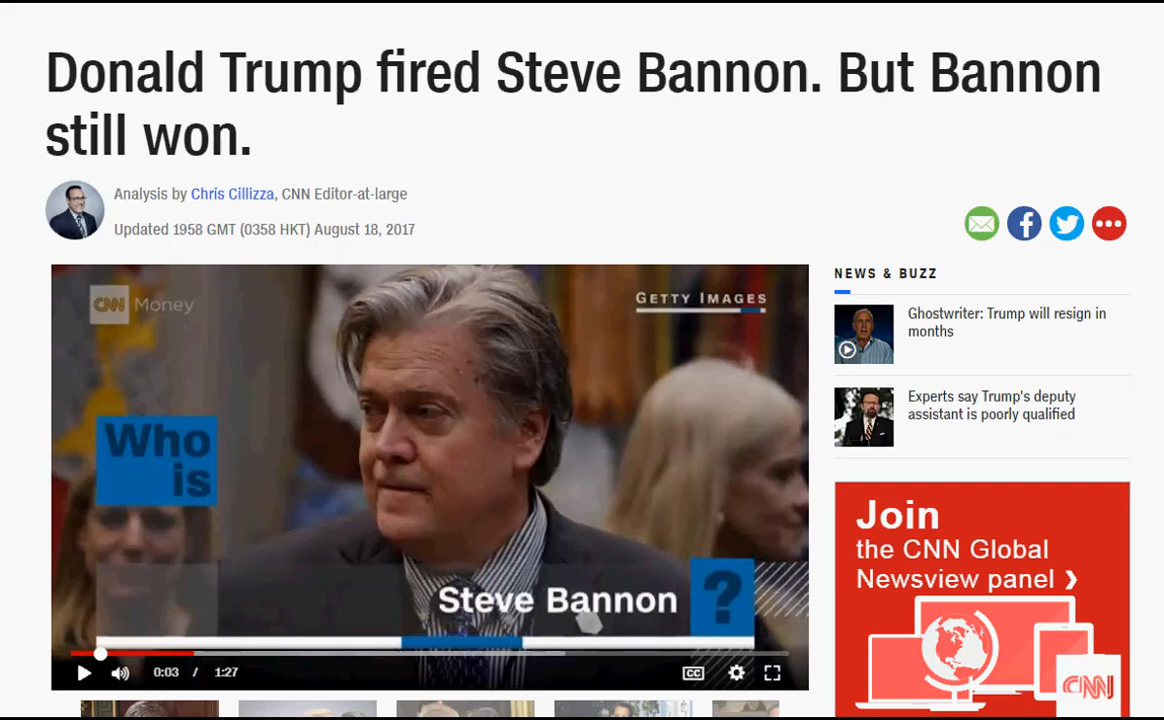 Donald Trump fired Steve Bannon. But Bannon
still won.
Analysis by Chris Cillizza, CNN Editor-at-large
Updated 1958 GMT (0358 HKT) August 18, 2017
CNN Money
GETTY IMAGES
Who
is
Steve Bannon
?
0:03 / 1:27
CC
NEWS & BUZZ
Ghostwriter: Trump will resign in
months
Experts say Trump's deputy
assistant is poorly qualified
Join
the CNN Global
Newsview panel ❯
CNN